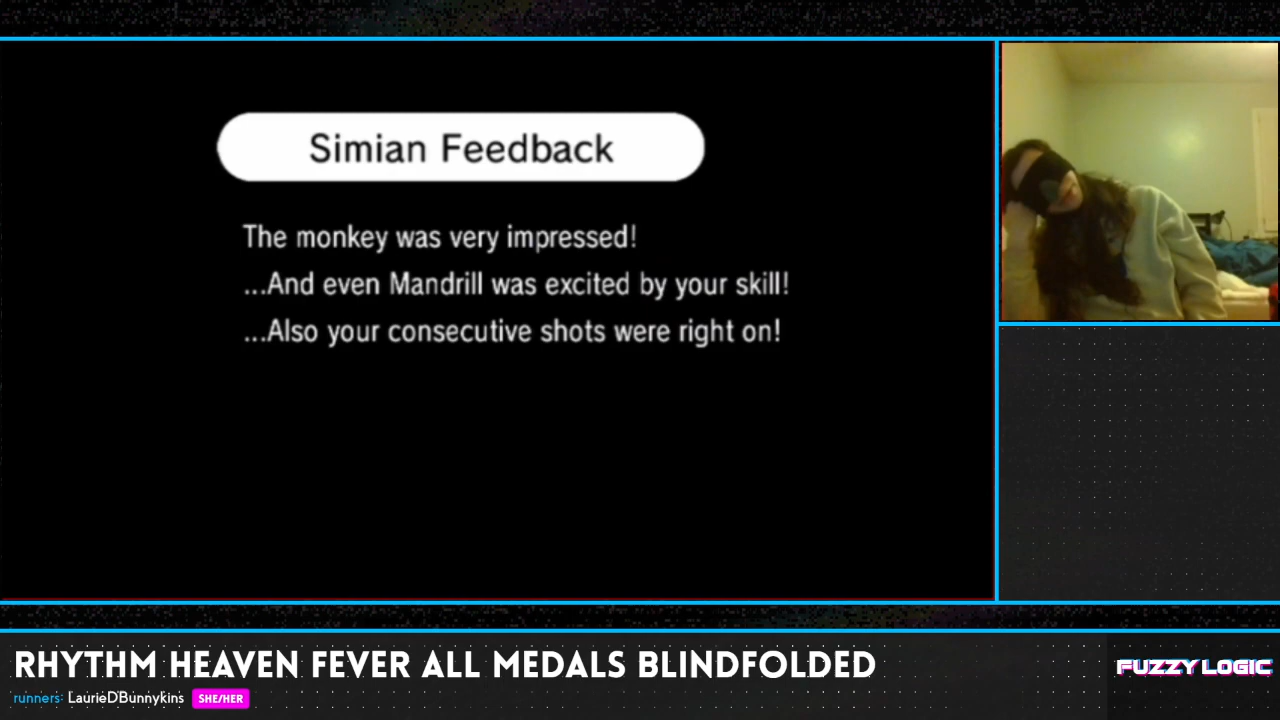 Simian Feedback
The monkey was very impressed!
...And even Mandrill was excited by your skill!
...Also your consecutive shots were right on!
RHYTHM HEAVEN FEVER ALL MEDALS BLINDFOLDED
runners: LaurieDBunnykins SHE/HER
FUZZY LOGIC